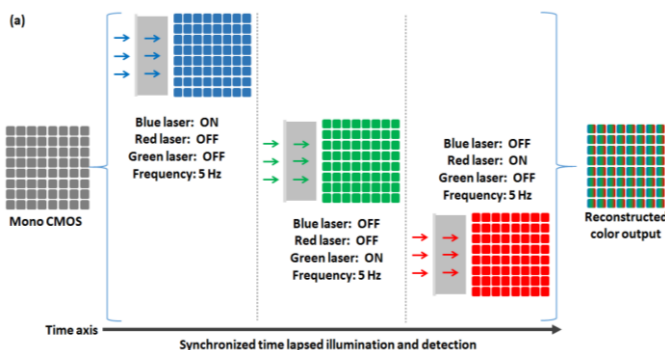 (a)
Blue laser: ON
Red laser: OFF
Green laser: OFF
Frequency: 5 Hz
Mono CMOS
Blue laser: OFF
Red laser: OFF
Green laser: ON
Frequency: 5 Hz
Blue laser: OFF
Red laser: ON
Green laser: OFF
Frequency: 5 Hz
Reconstructed
color output
Time axis
Synchronized time lapsed illumination and detection